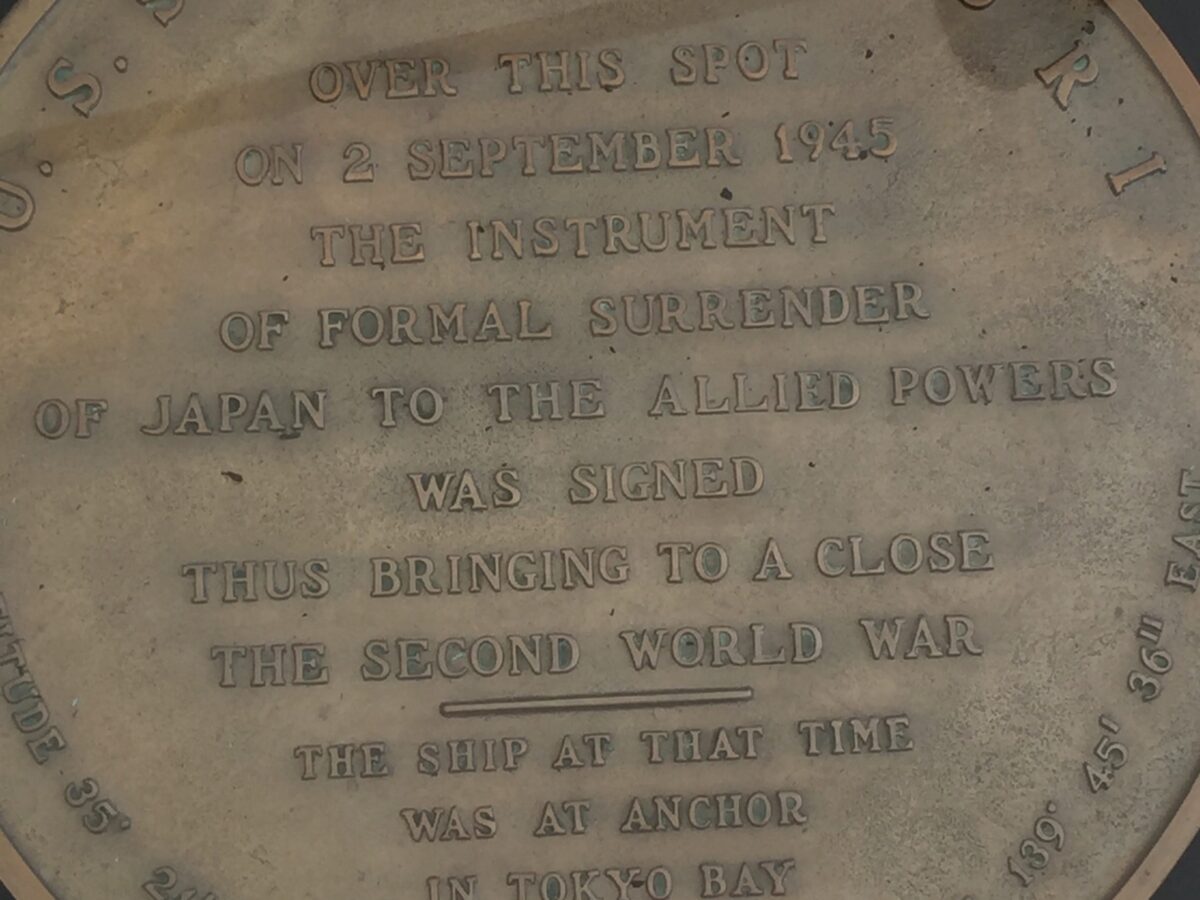 U. S. S.
R I
OVER THIS SPOT
ON 2 SEPTEMBER 1945
THE INSTRUMENT
OF FORMAL SURRENDER
OF JAPAN TO THE ALLIED POWERS
WAS SIGNED
THUS BRINGING TO A CLOSE
THE SECOND WORLD WAR
THE SHIP AT THAT TIME
WAS AT ANCHOR
IN TOKYO BAY
35°
139° 45' 36" EAST